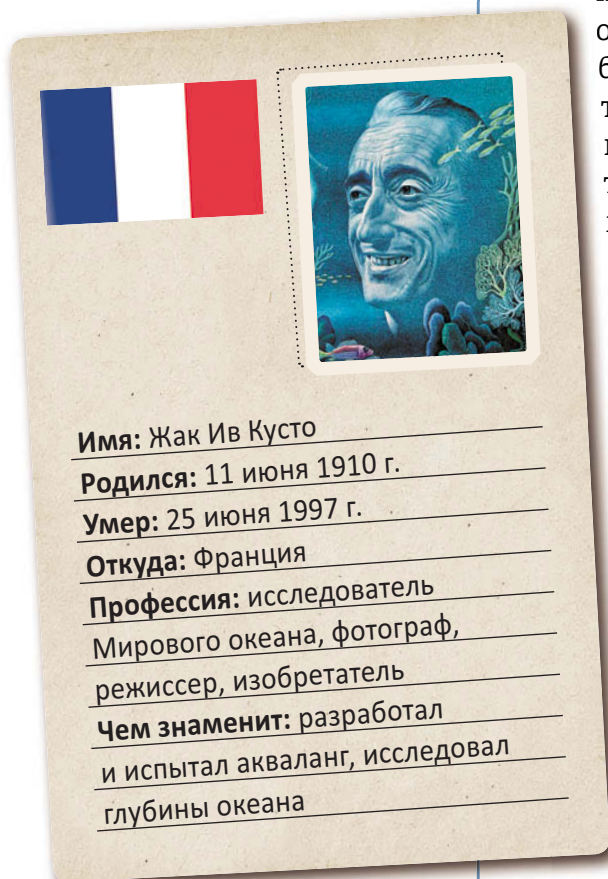 Имя: Жак Ив Кусто
Родился: 11 июня 1910 г.
Умер: 25 июня 1997 г.
Откуда: Франция
Профессия: исследователь
Мирового океана, фотограф,
режиссер, изобретатель
Чем знаменит: разработал
и испытал акваланг, исследовал
глубины океана